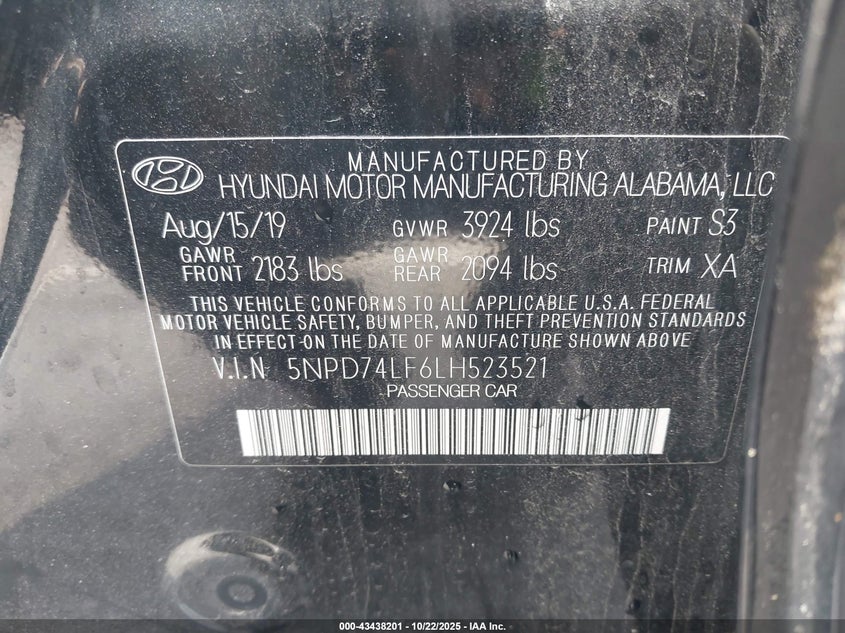 MANUFACTURED BY
HYUNDAI MOTOR MANUFACTURING ALABAMA, LLC
Aug/15/19 GVWR 3924 lbs PAINT S3
GAWR FRONT 2183 lbs GAWR REAR 2094 lbs TRIM XA
THIS VEHICLE CONFORMS TO ALL APPLICABLE U.S.A. FEDERAL
MOTOR VEHICLE SAFETY, BUMPER, AND THEFT PREVENTION STANDARDS
IN EFFECT ON THE DATE OF MANUFACTURE SHOWN ABOVE
V.I.N 5NPD74LF6LH523521
PASSENGER CAR
000-43438201 - 10/22/2025 - IAA Inc.